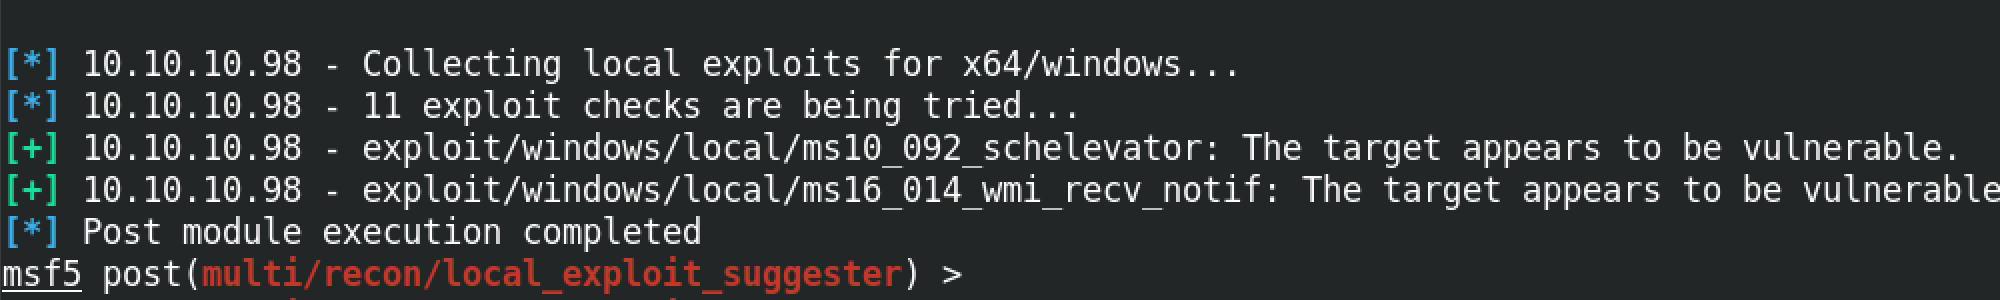 [*] 10.10.10.98 - Collecting local exploits for x64/windows...
[*] 10.10.10.98 - 11 exploit checks are being tried...
[+] 10.10.10.98 - exploit/windows/local/ms10_092_schelevator: The target appears to be vulnerable.
[+] 10.10.10.98 - exploit/windows/local/ms16_014_wmi_recv_notif: The target appears to be vulnerable
[*] Post module execution completed
msf5 post(multi/recon/local_exploit_suggester) >